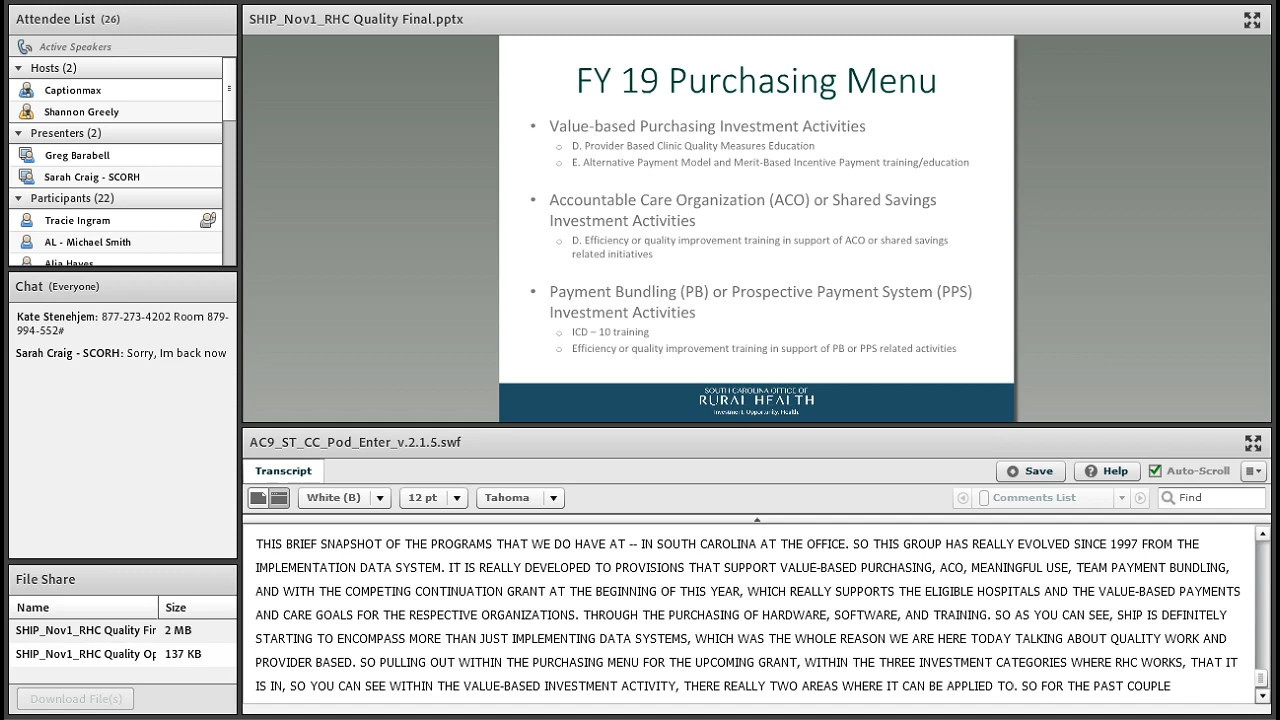 Attendee List (26)
Active Speakers
Hosts (2)
Captionmax
Shannon Greely
Presenters (2)
Greg Barabell
Sarah Craig - SCORH
Participants (22)
Tracie Ingram
AL - Michael Smith
Alia Hayes
Chat (Everyone)
Kate Stenehjem: 877-273-4202 Room 879-
994-552#
Sarah Craig - SCORH: Sorry, Im back now
File Share
Name Size
SHIP_Nov1_RHC Quality Fir 2 MB
SHIP_Nov1_RHC Quality Op 137 KB
Download File(s)
SHIP_Nov1_RHC Quality Final.pptx
FY 19 Purchasing Menu
• Value-based Purchasing Investment Activities
○ D. Provider Based Clinic Quality Measures Education
○ E. Alternative Payment Model and Merit-Based Incentive Payment training/education
• Accountable Care Organization (ACO) or Shared Savings
Investment Activities
○ D. Efficiency or quality improvement training in support of ACO or shared savings
related initiatives
• Payment Bundling (PB) or Prospective Payment System (PPS)
Investment Activities
○ ICD – 10 training
○ Efficiency or quality improvement training in support of PB or PPS related activities
SOUTH CAROLINA OFFICE OF
RURAL HEALTH
Investment. Opportunity. Health.
AC9_ST_CC_Pod_Enter_v.2.1.5.swf
Transcript Save Help Auto-Scroll
White (B) 12 pt Tahoma Comments List Find
THIS BRIEF SNAPSHOT OF THE PROGRAMS THAT WE DO HAVE AT -- IN SOUTH CAROLINA AT THE OFFICE. SO THIS GROUP HAS REALLY EVOLVED SINCE 1997 FROM THE
IMPLEMENTATION DATA SYSTEM. IT IS REALLY DEVELOPED TO PROVISIONS THAT SUPPORT VALUE-BASED PURCHASING, ACO, MEANINGFUL USE, TEAM PAYMENT BUNDLING,
AND WITH THE COMPETING CONTINUATION GRANT AT THE BEGINNING OF THIS YEAR, WHICH REALLY SUPPORTS THE ELIGIBLE HOSPITALS AND THE VALUE-BASED PAYMENTS
AND CARE GOALS FOR THE RESPECTIVE ORGANIZATIONS. THROUGH THE PURCHASING OF HARDWARE, SOFTWARE, AND TRAINING. SO AS YOU CAN SEE, SHIP IS DEFINITELY
STARTING TO ENCOMPASS MORE THAN JUST IMPLEMENTING DATA SYSTEMS, WHICH WAS THE WHOLE REASON WE ARE HERE TODAY TALKING ABOUT QUALITY WORK AND
PROVIDER BASED. SO PULLING OUT WITHIN THE PURCHASING MENU FOR THE UPCOMING GRANT, WITHIN THE THREE INVESTMENT CATEGORIES WHERE RHC WORKS, THAT IT
IS IN, SO YOU CAN SEE WITHIN THE VALUE-BASED INVESTMENT ACTIVITY, THERE REALLY TWO AREAS WHERE IT CAN BE APPLIED TO. SO FOR THE PAST COUPLE